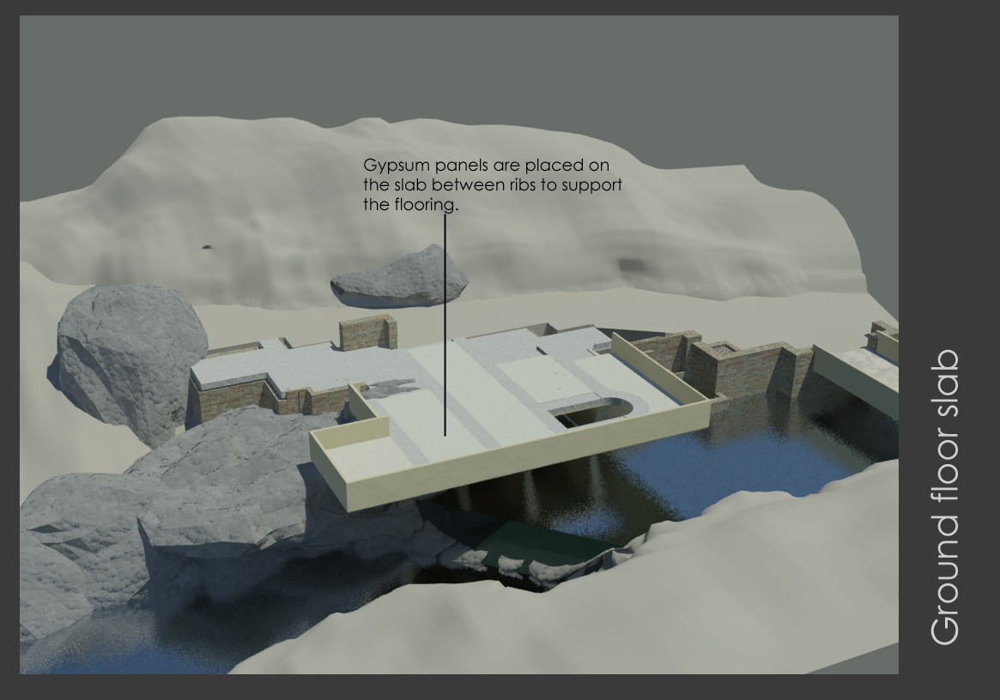 Gypsum panels are placed on
the slab between ribs to support
the flooring.
Ground floor slab